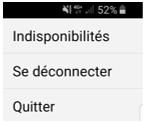 52%
Indisponibilités
Se déconnecter
Quitter